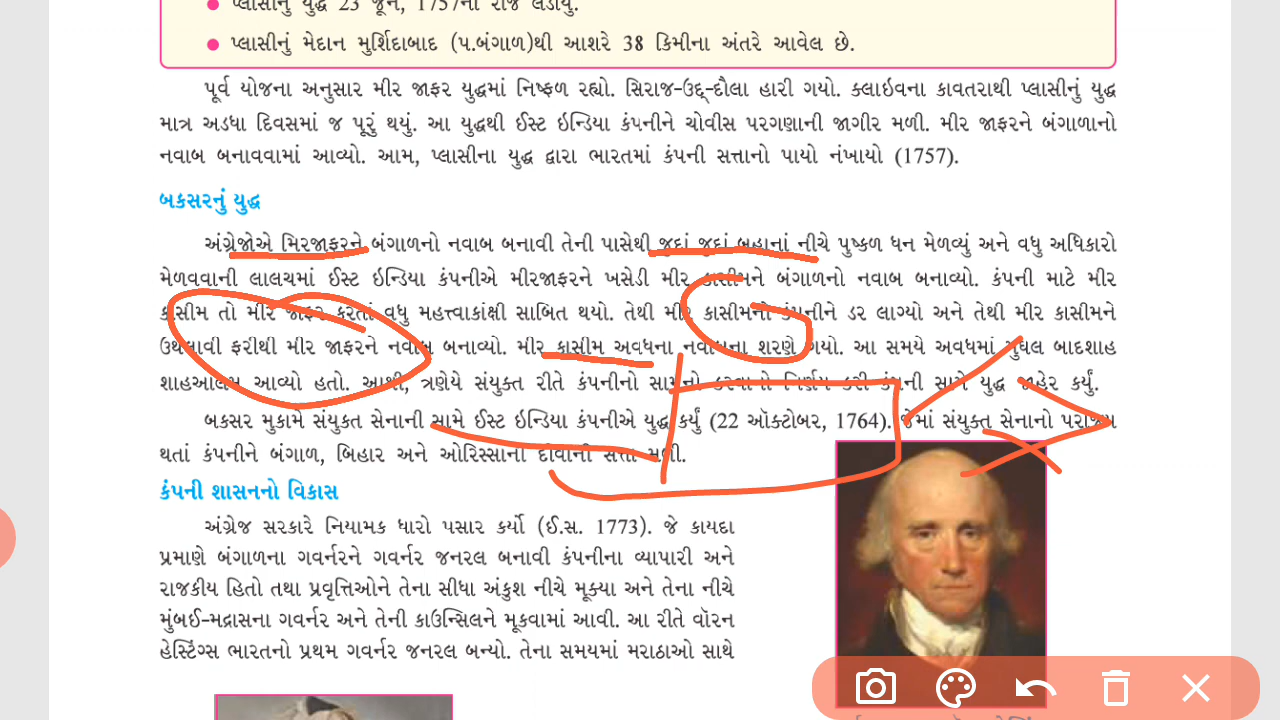 પ્લાસીનું યુદ્ધ 23 જૂન, 1757ના રોજ લડાયું.
પ્લાસીનું મેદાન મુર્શિદાબાદ (પ.બંગાળ)થી આશરે 38 કિમીના અંતરે આવેલ છે.
પૂર્વ યોજના અનુસાર મીર જાફર યુદ્ધમાં નિષ્ફળ રહ્યો. સિરાજ-ઉદ્-દૌલા હારી ગયો. ક્લાઇવના કાવતરાથી પ્લાસીનું યુદ્ધ
માત્ર અડધા દિવસમાં જ પૂરું થયું. આ યુદ્ધથી ઈસ્ટ ઇન્ડિયા કંપનીને ચોવીસ પરગણાની જાગીર મળી. મીર જાફરને બંગાળાનો
નવાબ બનાવવામાં આવ્યો. આમ, પ્લાસીના યુદ્ધ દ્વારા ભારતમાં કંપની સત્તાનો પાયો નંખાયો (1757).
બક્સરનું યુદ્ધ
અંગ્રેજોએ મિરજાફરને બંગાળનો નવાબ બનાવી તેની પાસેથી જુદાં જુદાં બહાનાં નીચે પુષ્કળ ધન મેળવ્યું અને વધુ અધિકારો
મેળવવાની લાલચમાં ઈસ્ટ ઇન્ડિયા કંપનીએ મીરજાફરને ખસેડી મીર કાસીમને બંગાળનો નવાબ બનાવ્યો. કંપની માટે મીર
કાસીમ તો મીર જાફર કરતાં વધુ મહત્ત્વાકાંક્ષી સાબિત થયો. તેથી મીર કાસીમનો કંપનીને ડર લાગ્યો અને તેથી મીર કાસીમને
ઉથલાવી ફરીથી મીર જાફરને નવાબ બનાવ્યો. મીર કાસીમ અવધના નવાબના શરણે ગયો. આ સમયે અવધમાં મુઘલ બાદશાહ
શાહઆલમ આવ્યો હતો. આથી, ત્રણેયે સંયુક્ત રીતે કંપનીનો સામનો કરવાનો નિર્ણય કરી કંપની સામે યુદ્ધ જાહેર કર્યું.
બક્સર મુકામે સંયુકત સેનાની સામે ઈસ્ટ ઇન્ડિયા કંપનીએ યુદ્ધ કર્યું (22 ઑક્ટોબર, 1764). જેમાં સંયુક્ત સેનાનો પરાજય
થતાં કંપનીને બંગાળ, બિહાર અને ઓરિસ્સાની દીવાની સત્તા મળી.
કંપની શાસનનો વિકાસ
અંગ્રેજ સરકારે નિયામક ધારો પસાર કર્યો (ઈ.સ. 1773). જે કાયદા
પ્રમાણે બંગાળના ગવર્નરને ગવર્નર જનરલ બનાવી કંપનીના વ્યાપારી અને
રાજકીય હિતો તથા પ્રવૃત્તિઓને તેના સીધા અંકુશ નીચે મૂક્યા અને તેના નીચે
મુંબઈ-મદ્રાસના ગવર્નર અને તેની કાઉન્સિલને મૂકવામાં આવી. આ રીતે વૉરન
હેસ્ટિંગ્સ ભારતનો પ્રથમ ગવર્નર જનરલ બન્યો. તેના સમયમાં મરાઠાઓ સાથે